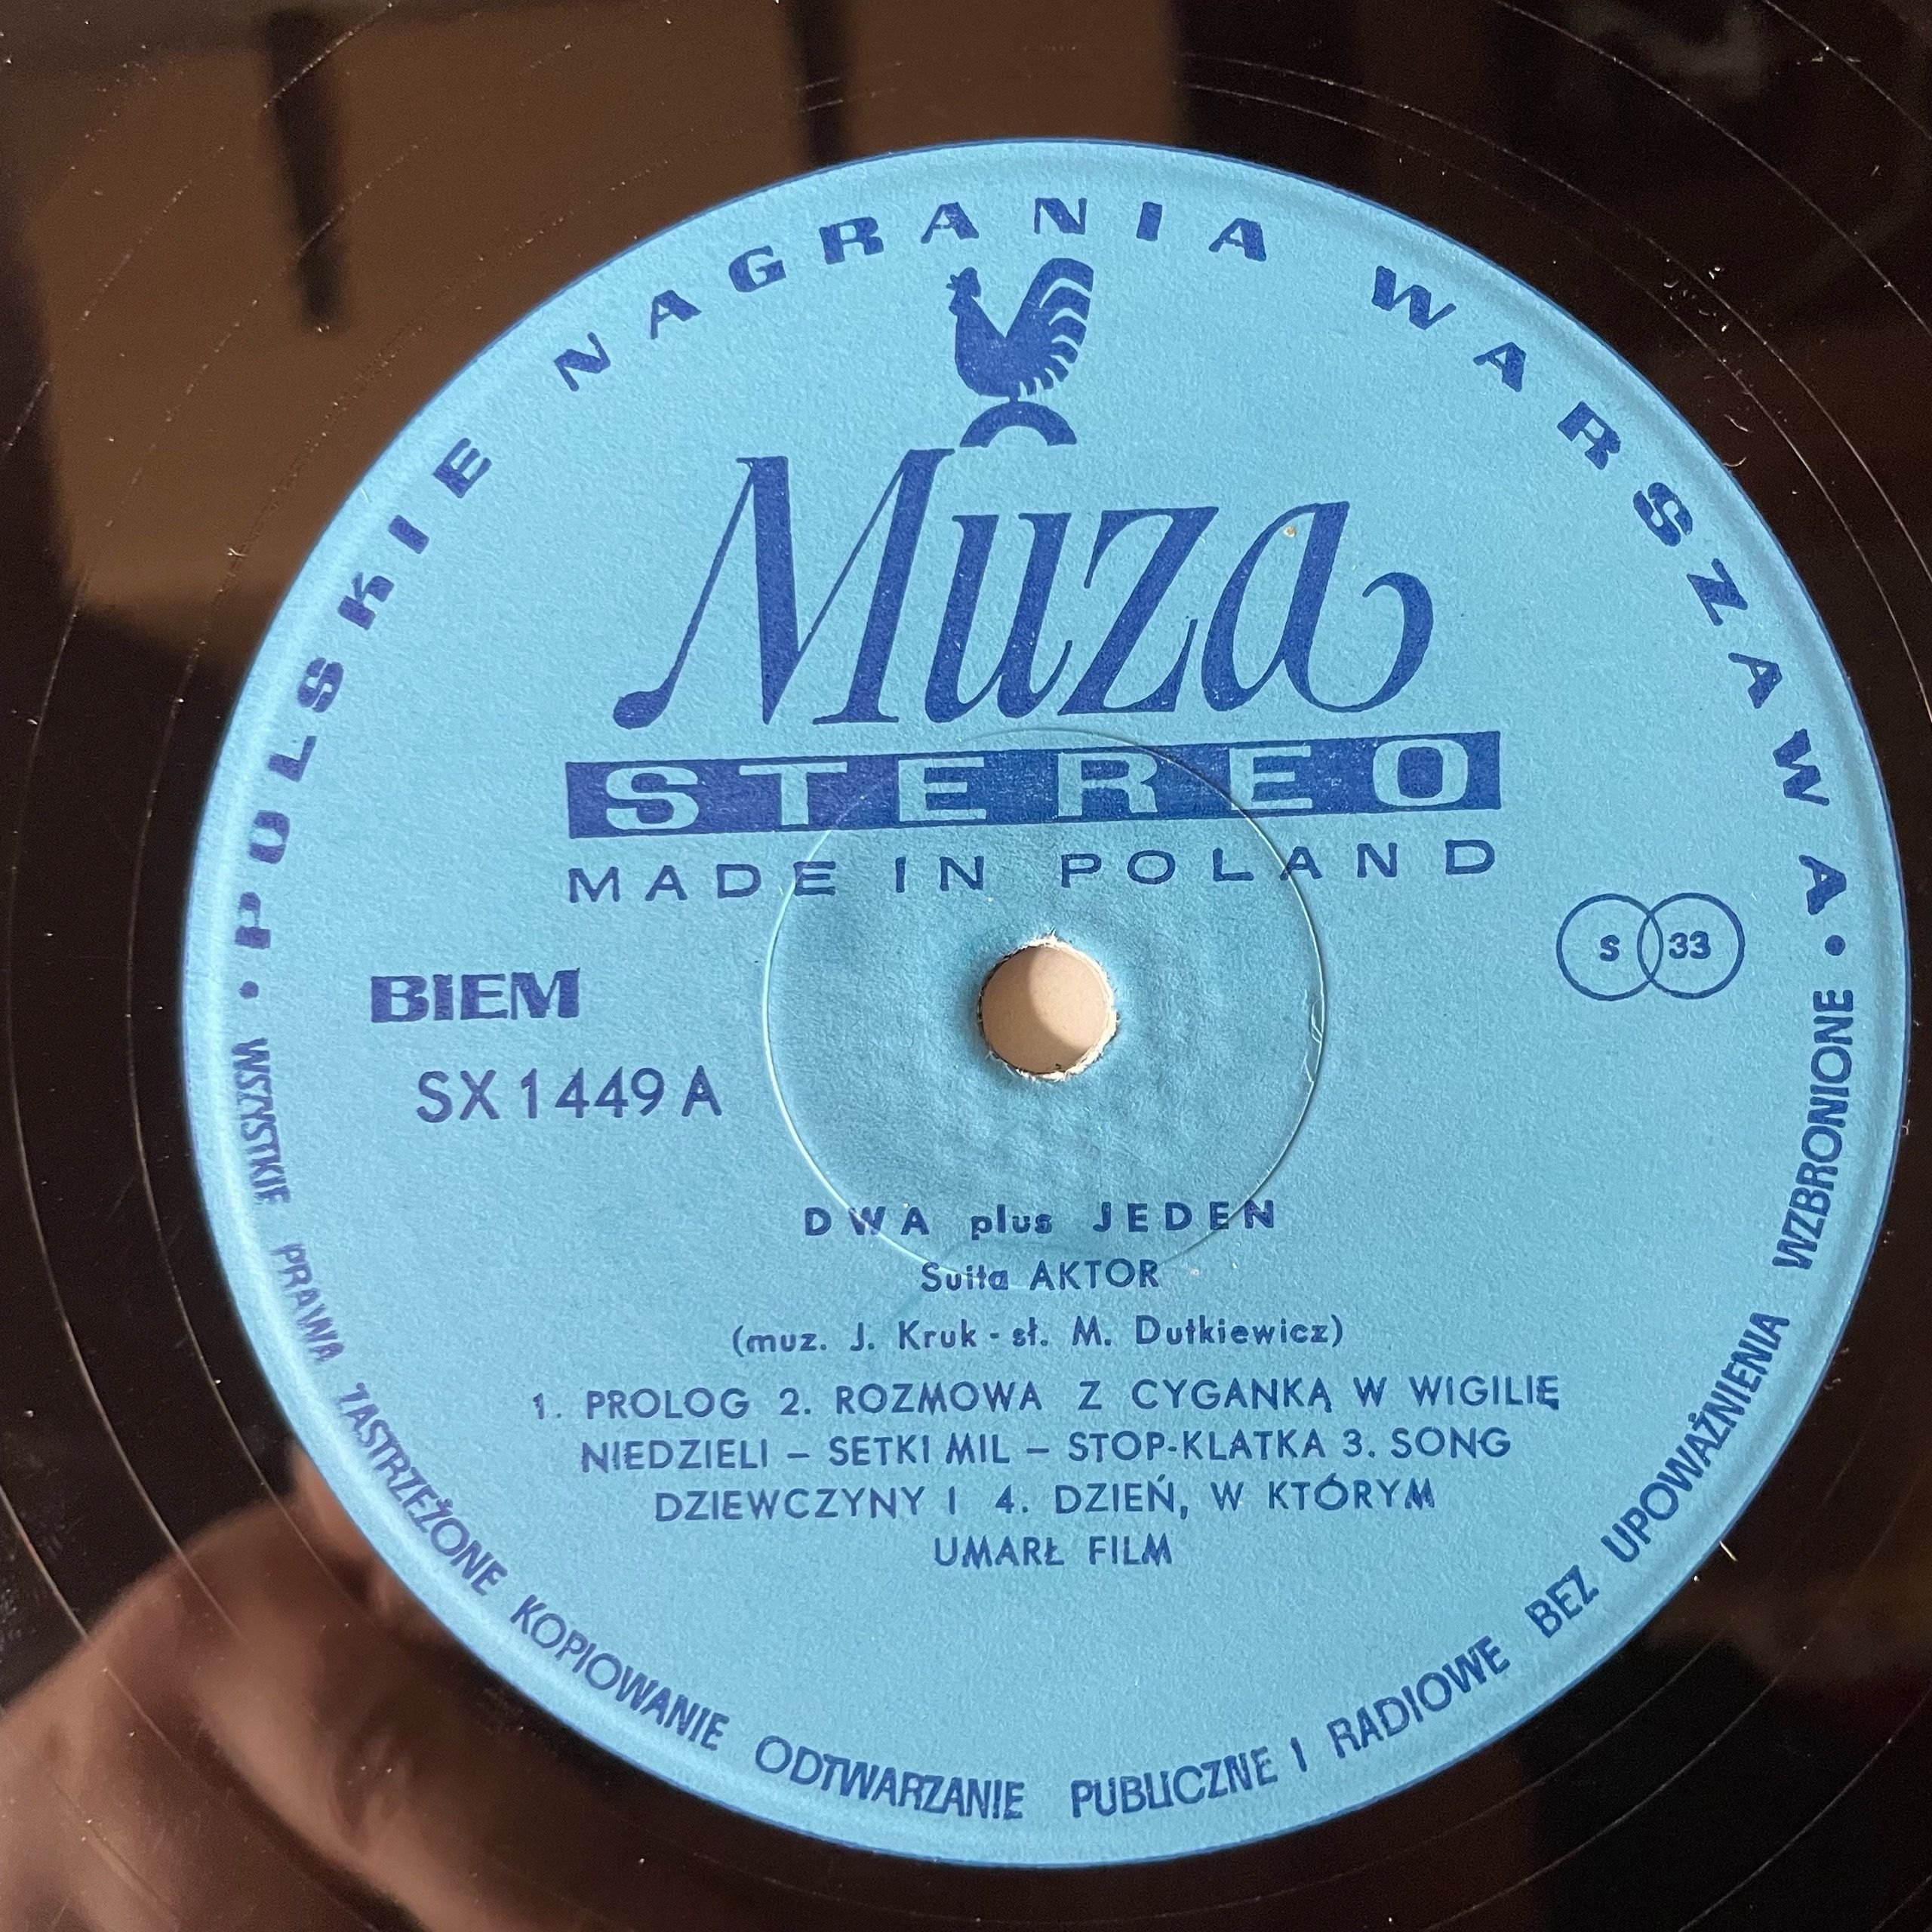 POLSKIE NAGRANIA WARSZAWA
Muza
STEREO
MADE IN POLAND
S 33
BIEM
SX 1449 A
DWA plus JEDEN
Suita AKTOR
(muz. J. Kruk - sł. M. Dutkiewicz)
1. PROLOG 2. ROZMOWA Z CYGANKĄ W WIGILIĘ
NIEDZIELI – SETKI MIL – STOP-KLATKA 3. SONG
DZIEWCZYNY I 4. DZIEŃ, W KTÓRYM
UMARŁ FILM
• WSZYSTKIE PRAWA ZASTRZEŻONE KOPIOWANIE ODTWARZANIE PUBLICZNE I RADIOWE BEZ UPOWAŻNIENIA WZBRONIONE •